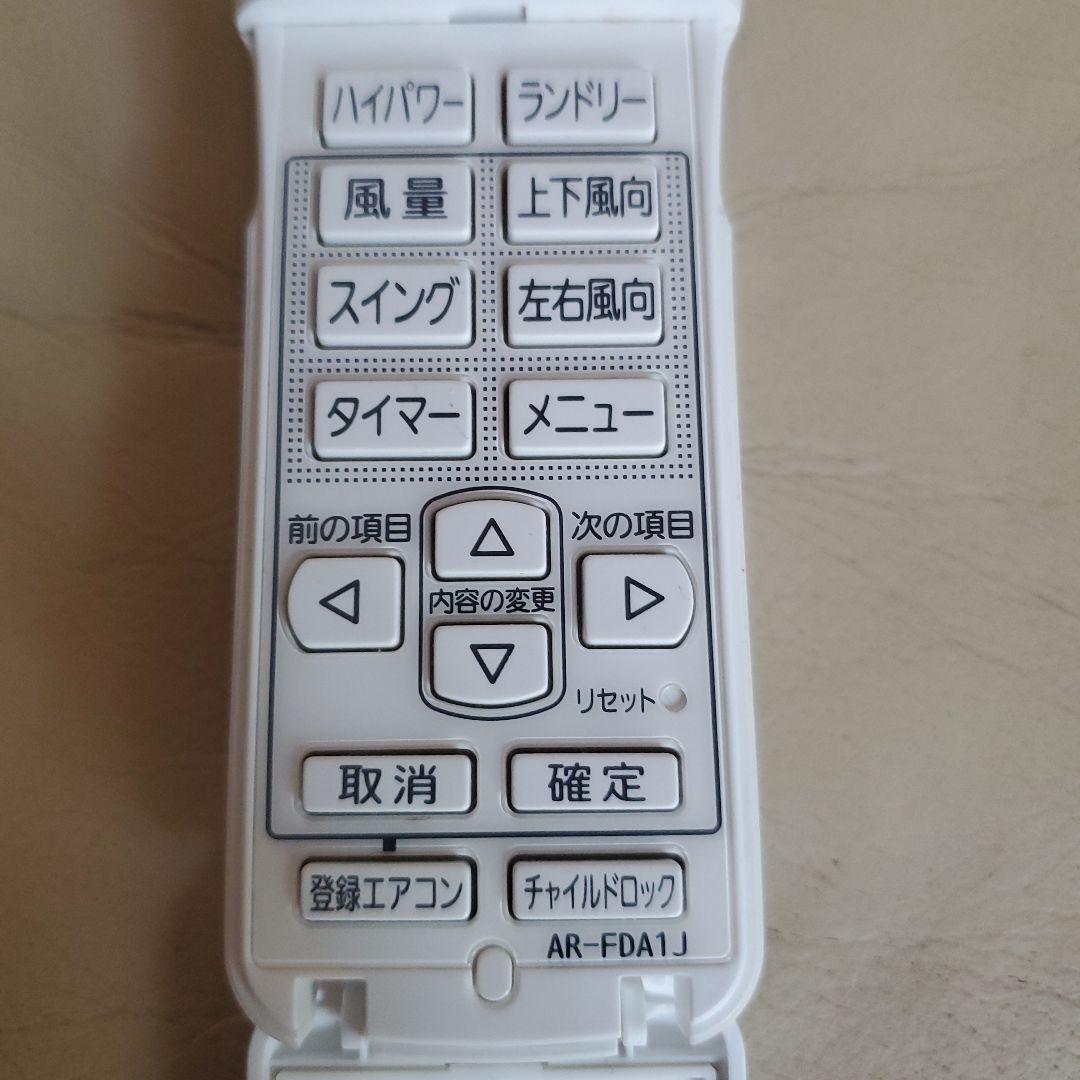 ハイパワー ランドリー
風量 上下風向
スイング 左右風向
タイマー メニュー
前の項目 次の項目
内容の変更
リセット
取消 確定
登録エアコン チャイルドロック
AR-FDA1J